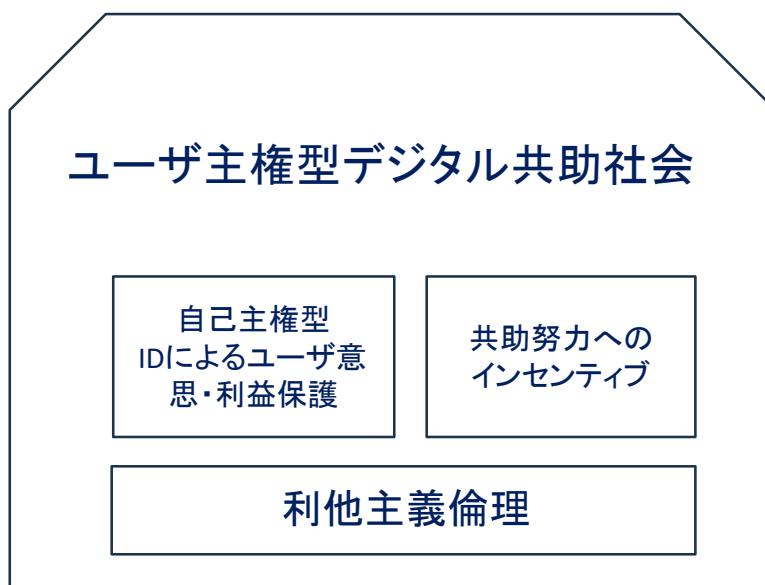 ユーザ主権型デジタル共助社会
自己主権型
IDによるユーザ意
思・利益保護
共助努力への
インセンティブ
利他主義倫理